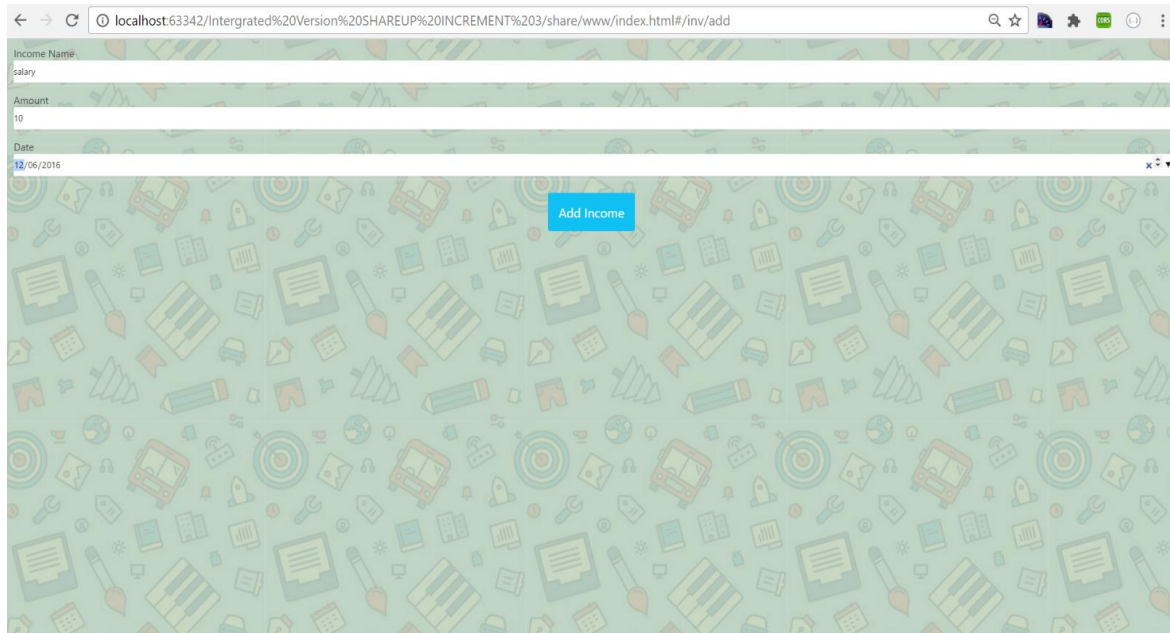 localhost:63342/Intergrated%20Version%20SHAREUP%20INCREMENT%203/share/www/index.html#/inv/add
CORS
Income Name
salary
Amount
10
Date
12/06/2016
Add Income